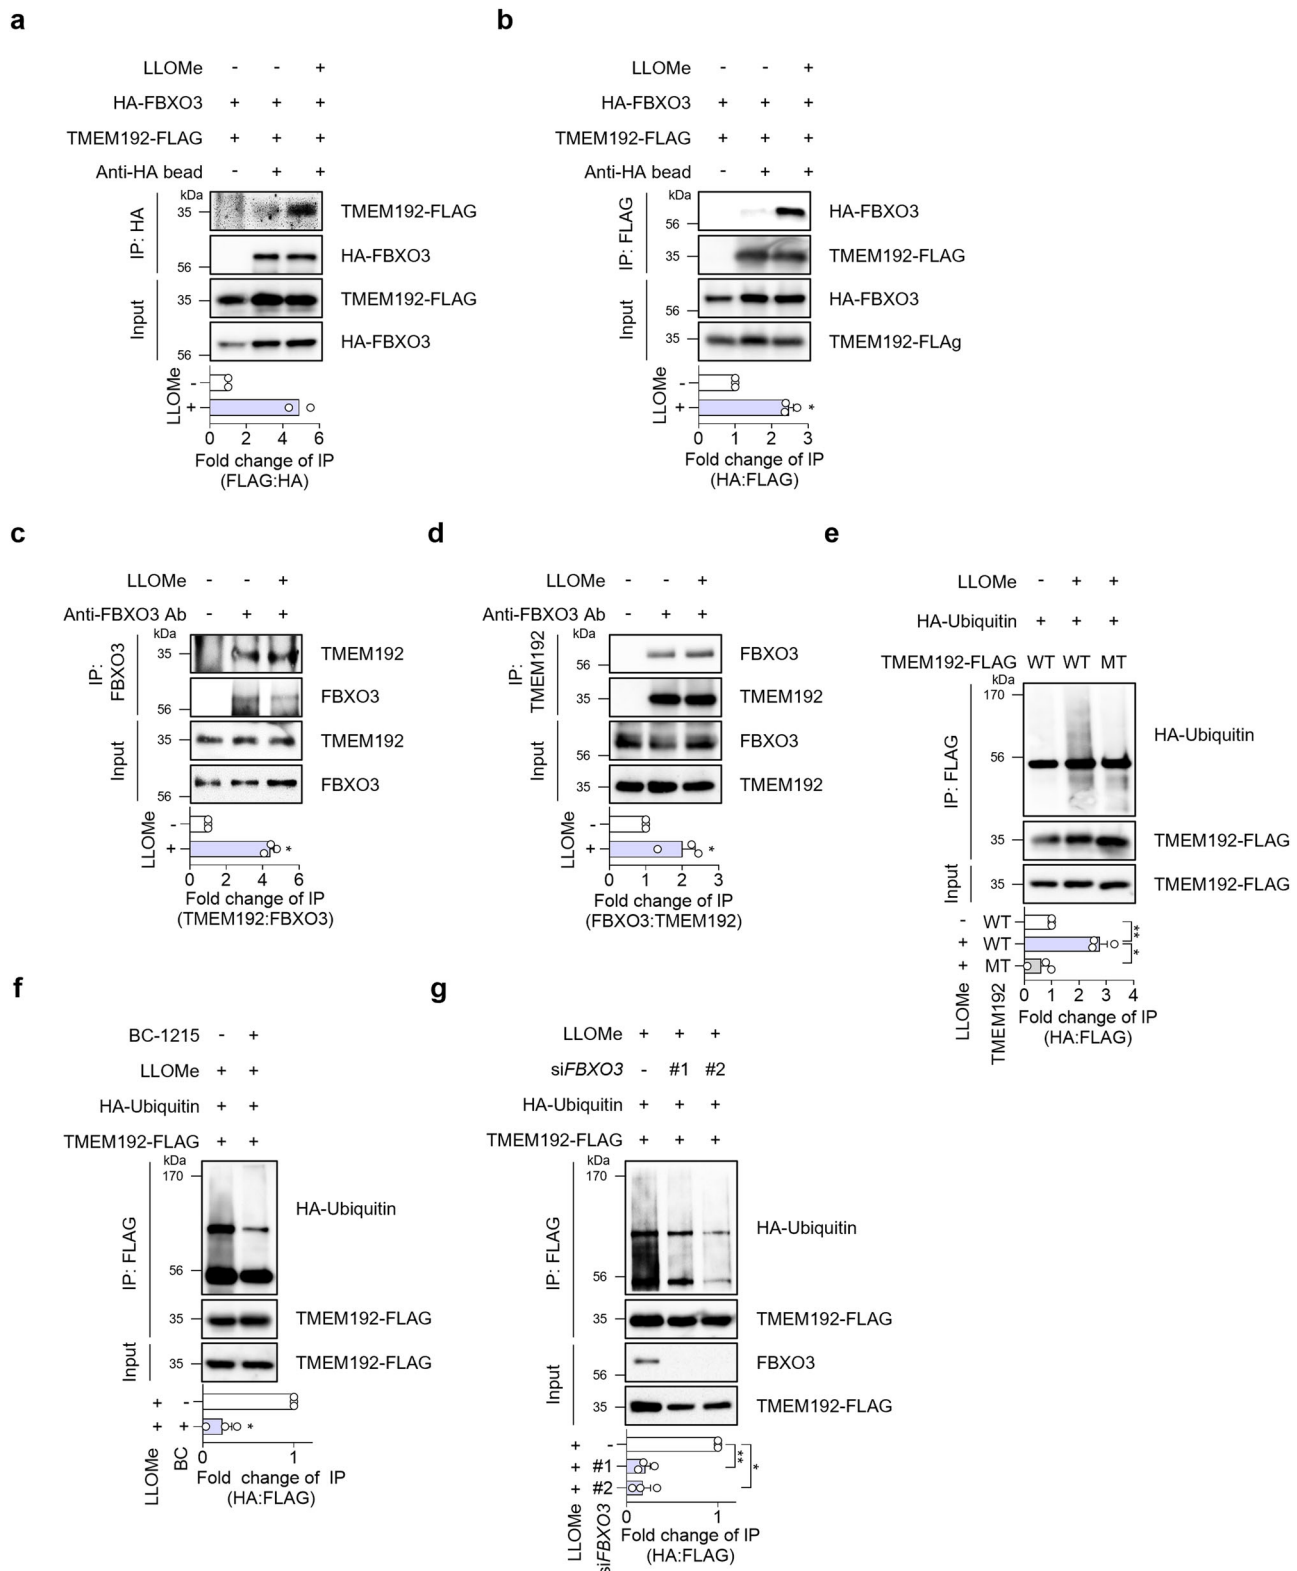 a
LLOMe - - +
HA-FBXO3 + + +
TMEM192-FLAG + + +
Anti-HA bead - + +
kDa
IP: HA
35 TMEM192-FLAG
56 HA-FBXO3
Input
35 TMEM192-FLAG
56 HA-FBXO3
LLOMe
-
+
0 2 4 6
Fold change of IP
(FLAG:HA)
b
LLOMe - - +
HA-FBXO3 + + +
TMEM192-FLAG + + +
Anti-HA bead - + +
kDa
IP: FLAG
56 HA-FBXO3
35 TMEM192-FLAG
Input
56 HA-FBXO3
35 TMEM192-FLAg
LLOMe
-
+ *
0 1 2 3
Fold change of IP
(HA:FLAG)
c
LLOMe - - +
Anti-FBXO3 Ab - + +
kDa
IP:
FBXO3
35 TMEM192
56 FBXO3
Input
35 TMEM192
56 FBXO3
LLOMe
-
+ *
0 2 4 6
Fold change of IP
(TMEM192:FBXO3)
d
LLOMe - - +
Anti-FBXO3 Ab - + +
kDa
IP:
TMEM192
56 FBXO3
35 TMEM192
Input
56 FBXO3
35 TMEM192
LLOMe
-
+ *
0 1 2 3
Fold change of IP
(FBXO3:TMEM192)
e
LLOMe - + +
HA-Ubiquitin + + +
TMEM192-FLAG WT WT MT
kDa
IP: FLAG
170
HA-Ubiquitin
56
35 TMEM192-FLAG
Input
35 TMEM192-FLAG
- WT
**
+ WT
*
+ MT
0 1 2 3 4
LLOMe
TMEM192
Fold change of IP
(HA:FLAG)
f
BC-1215 - +
LLOMe + +
HA-Ubiquitin + +
TMEM192-FLAG + +
kDa
IP: FLAG
170
HA-Ubiquitin
56
35 TMEM192-FLAG
Input
35 TMEM192-FLAG
+ -
+ + *
0 1
LLOMe
BC
Fold change of IP
(HA:FLAG)
g
LLOMe + + +
siFBXO3 - #1 #2
HA-Ubiquitin + + +
TMEM192-FLAG + + +
kDa
IP: FLAG
170
HA-Ubiquitin
56
35 TMEM192-FLAG
Input
56 FBXO3
35 TMEM192-FLAG
+ -
+ #1 **
+ #2 *
0 1
LLOMe
siFBXO3
Fold change of IP
(HA:FLAG)